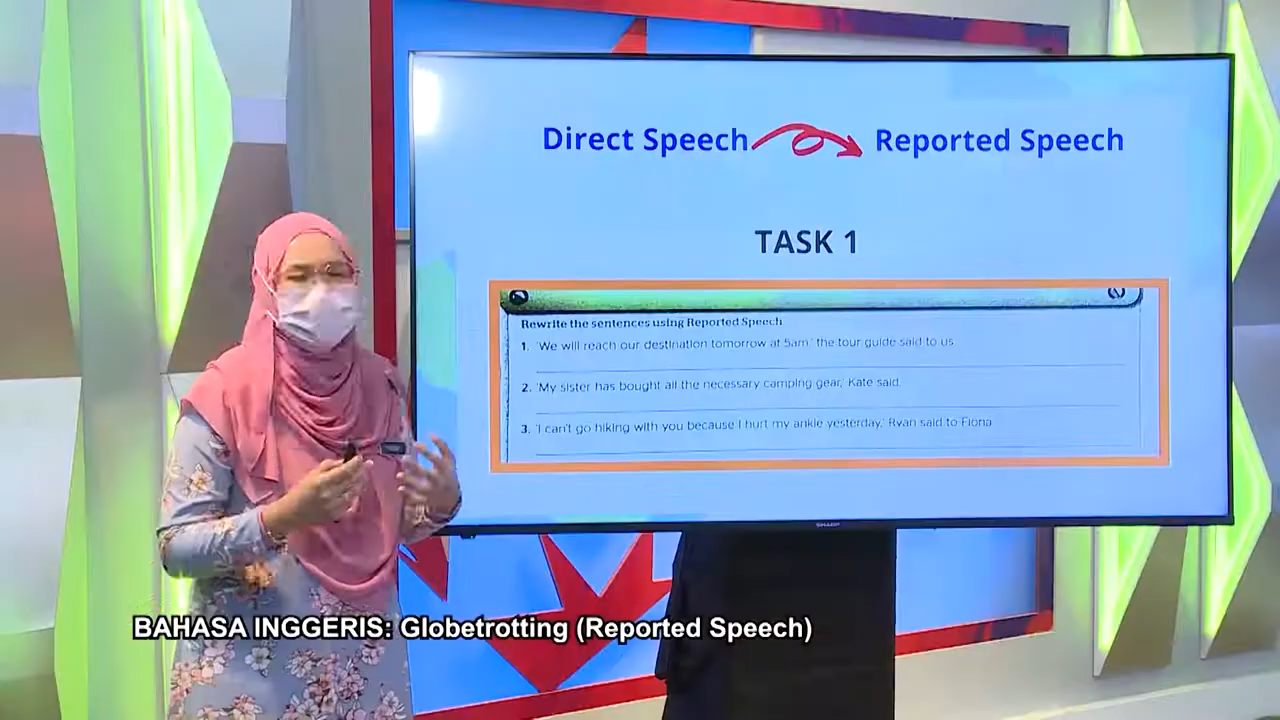 Direct Speech Reported Speech
TASK 1
Rewrite the sentences using Reported Speech
1. 'We will reach our destination tomorrow at 5am.' the tour guide said to us.
2. 'My sister has bought all the necessary camping gear,' Kate said.
3. 'I can't go hiking with you because I hurt my ankle yesterday,' Ryan said to Fiona
SHARP
BAHASA INGGERIS: Globetrotting (Reported Speech)